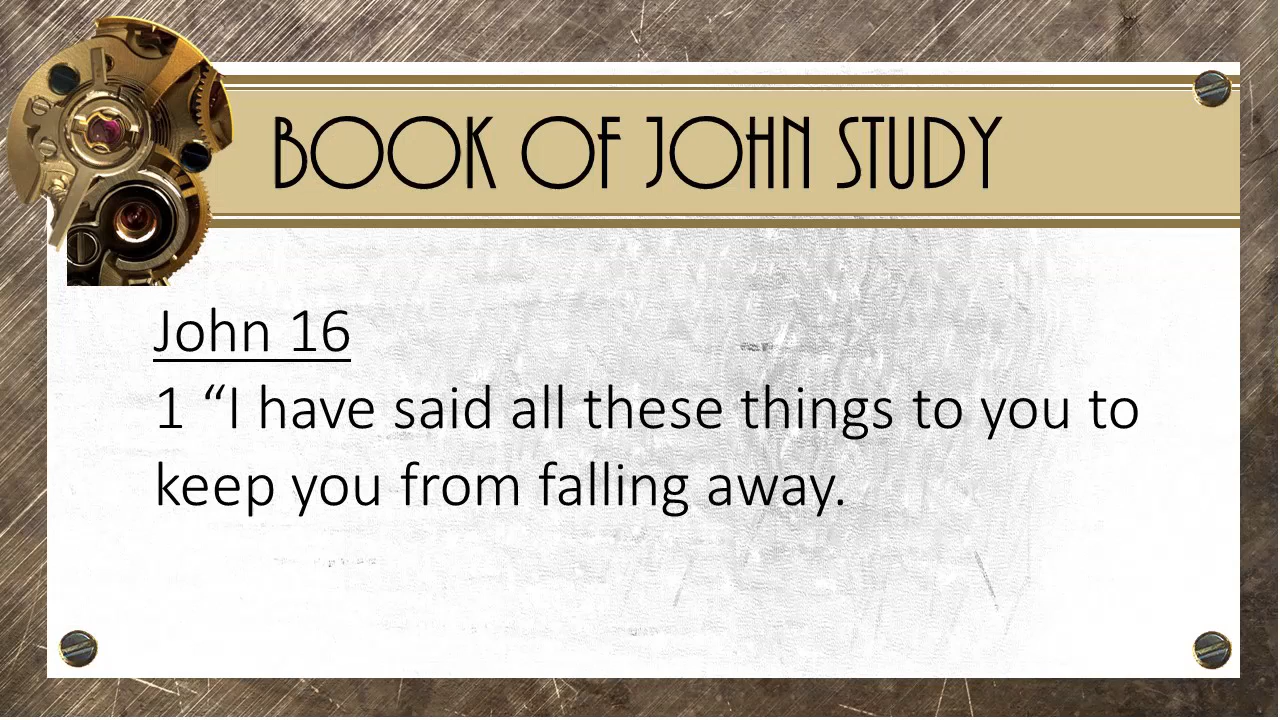 BOOK OF JOHN STUDY
John 16
1 “I have said all these things to you to
keep you from falling away.